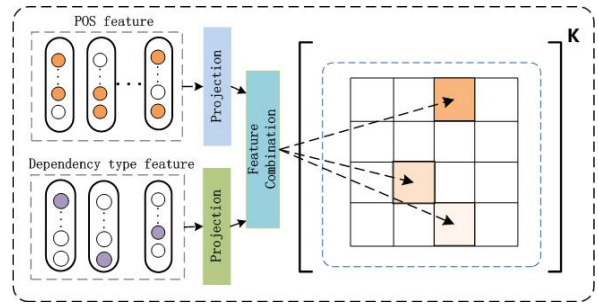 POS feature
Projection
K
Dependency type feature
Projection
Feature
Combination